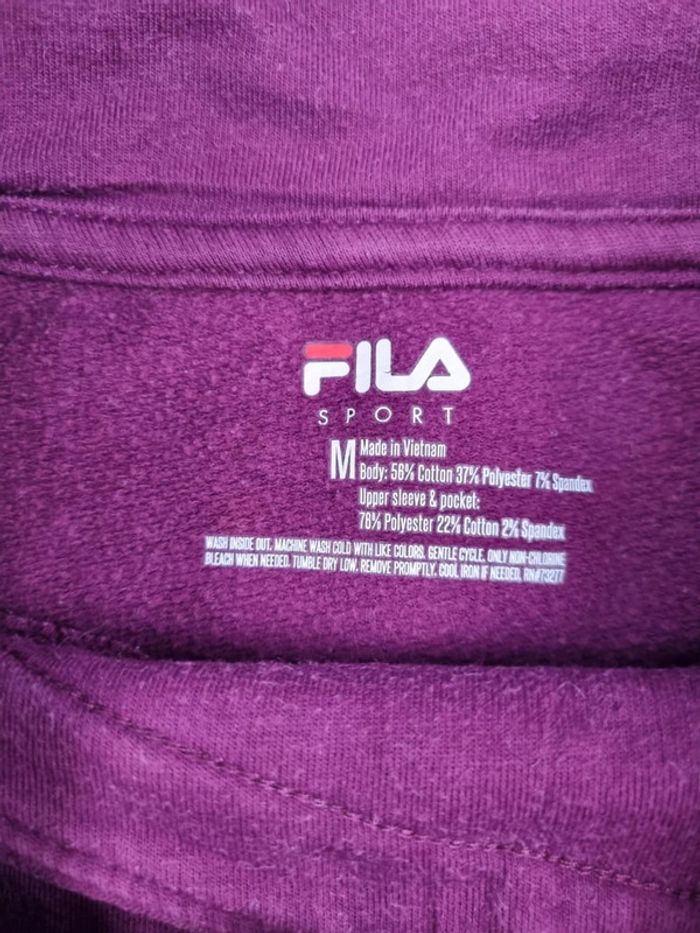 FILA
SPORT
M
Made in Vietnam
Body: 56% Cotton 37% Polyester 7% Spandex
Upper sleeve & pocket:
78% Polyester 22% Cotton 2% Spandex
WASH INSIDE OUT. MACHINE WASH COLD WITH LIKE COLORS. GENTLE CYCLE. ONLY NON-CHLORINE
BLEACH WHEN NEEDED. TUMBLE DRY LOW. REMOVE PROMPTLY. COOL IRON IF NEEDED. RN#73277